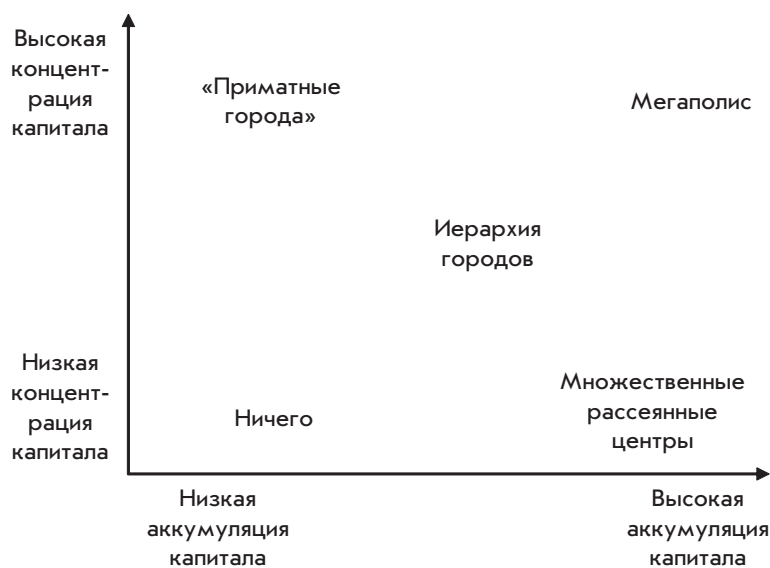 Высокая
концент-
рация
капитала
«Приматные
города»
Мегаполис
Иерархия
городов
Низкая
концент-
рация
капитала
Ничего
Множественные
рассеянные
центры
Низкая
аккумуляция
капитала
Высокая
аккумуляция
капитала